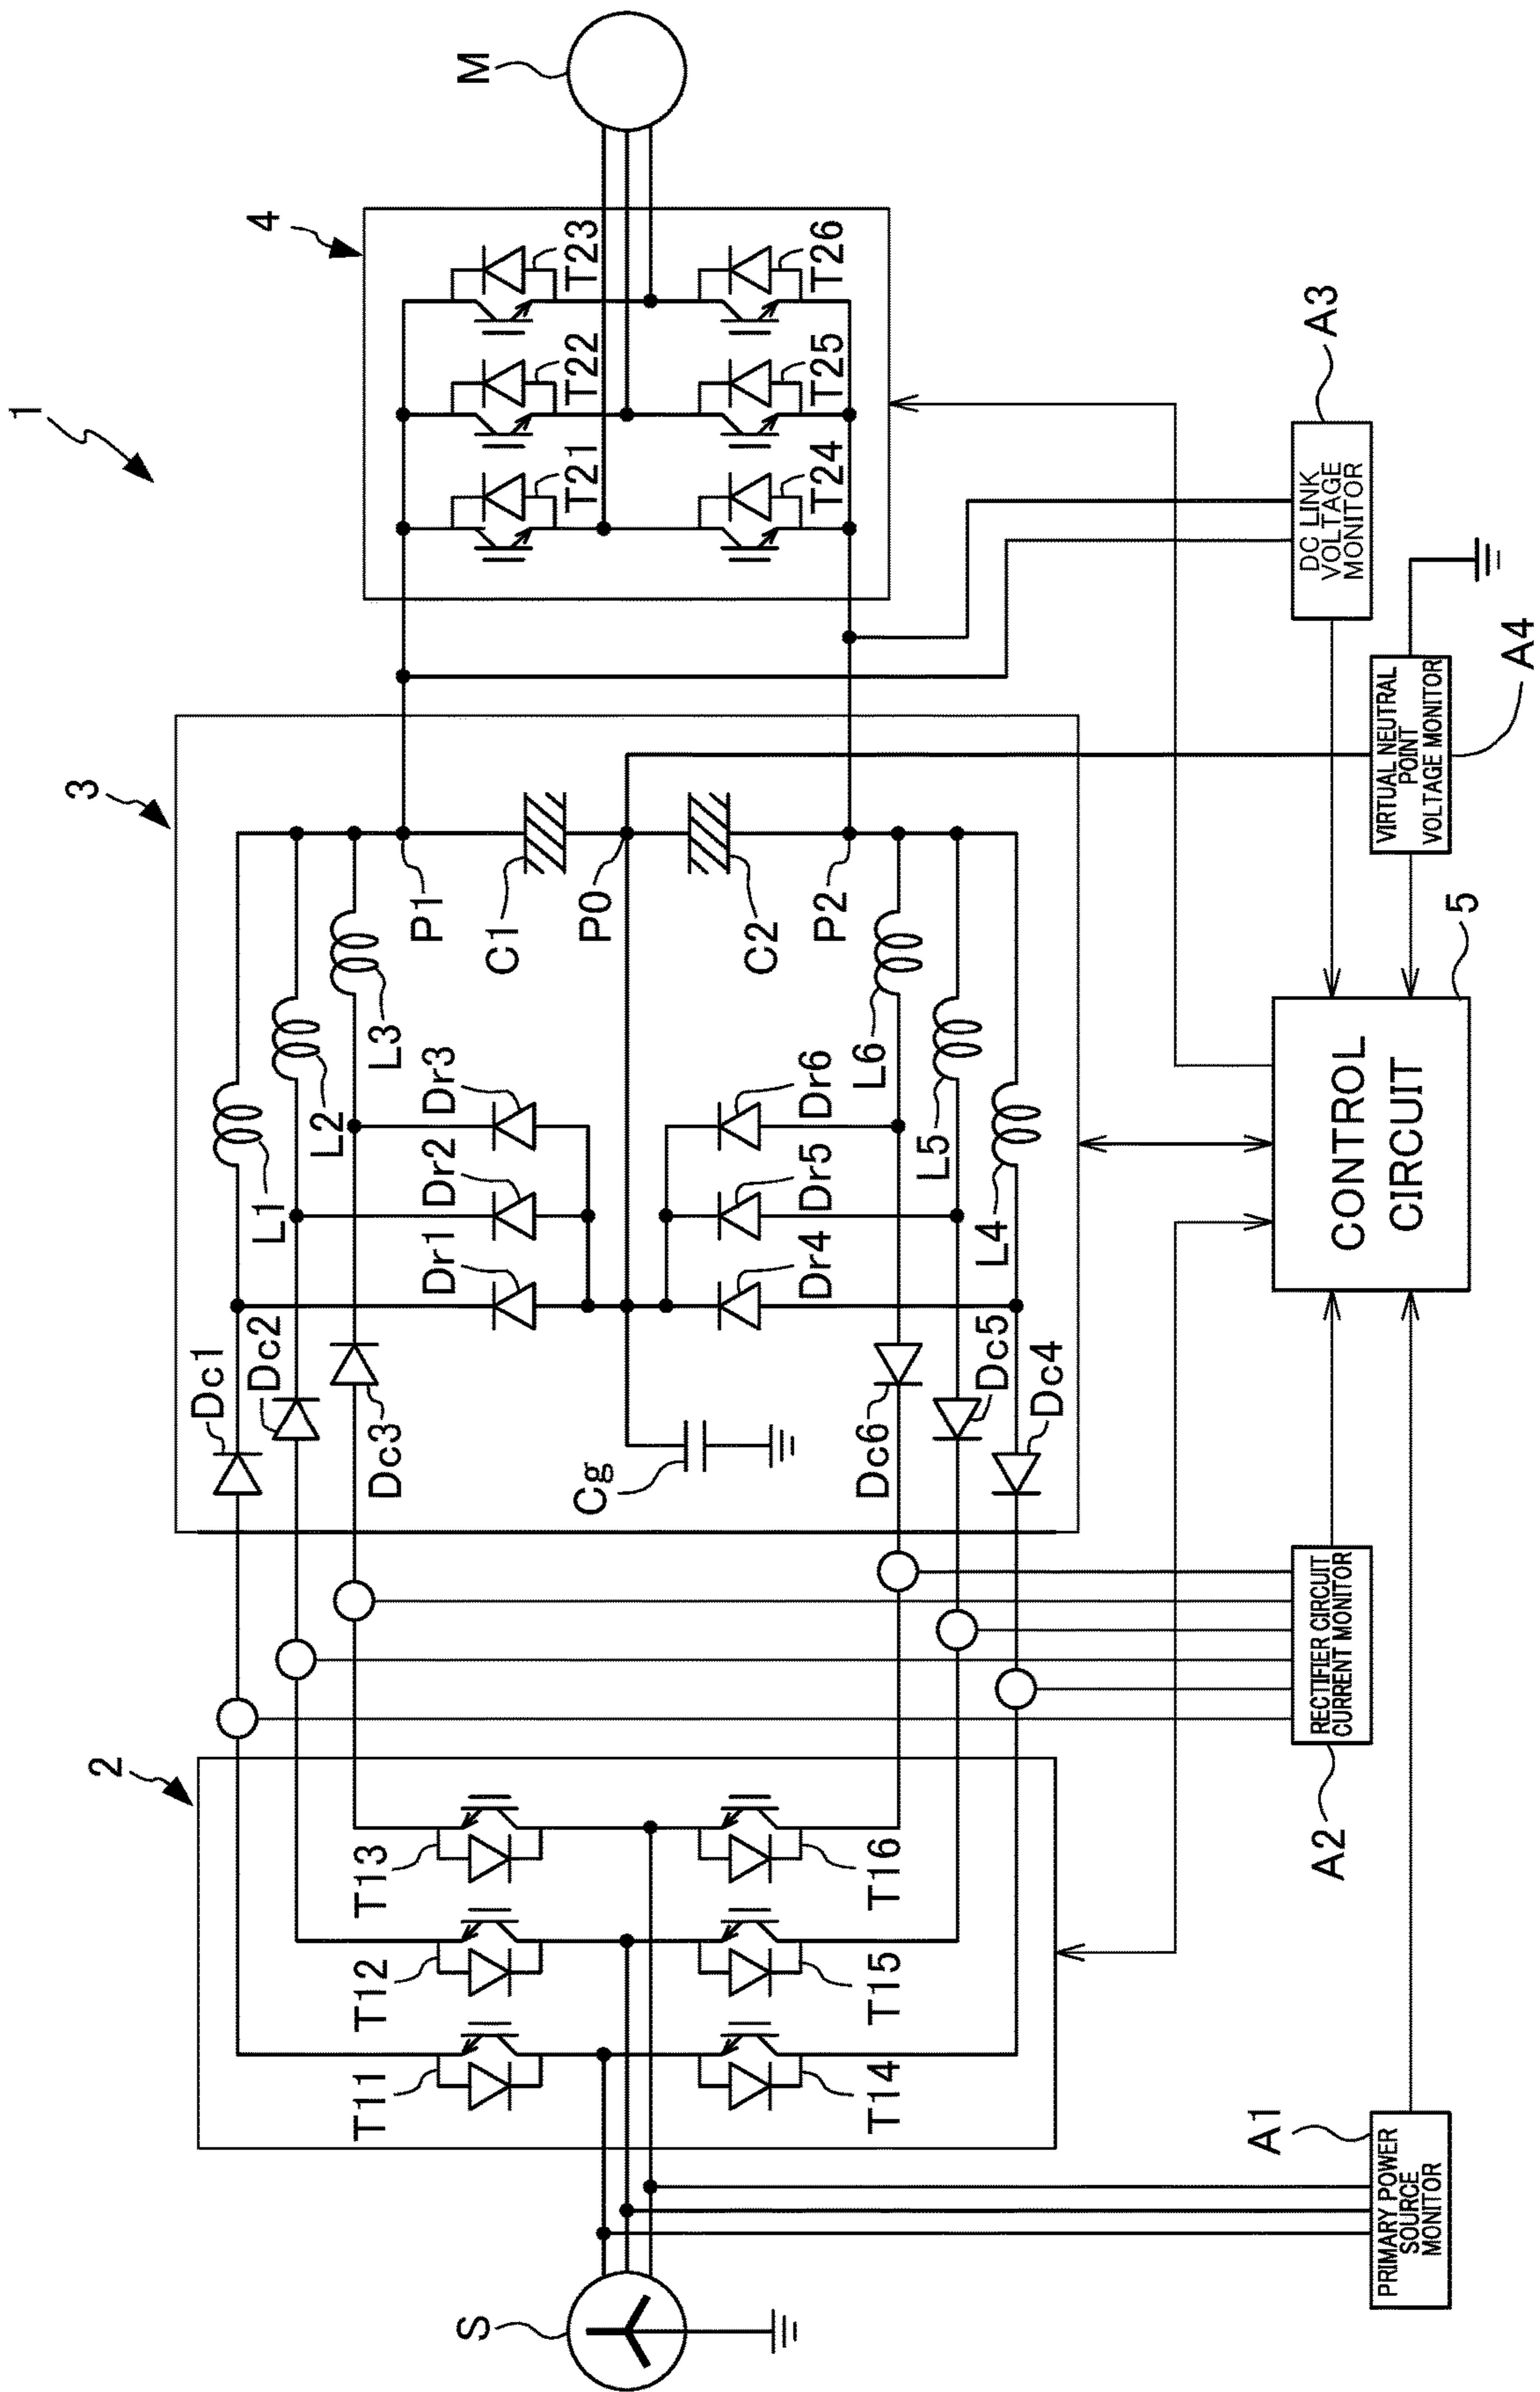 1
2
3
4
S
M
T11
T12
T13
T14
T15
T16
Dc1
Dc2
Dc3
Dc4
Dc5
Dc6
L1
L2
L3
L4
L5
L6
Dr1
Dr2
Dr3
Dr4
Dr5
Dr6
Cg
P1
C1
P0
C2
P2
T21
T22
T23
T24
T25
T26
A1
PRIMARY POWER
SOURCE
MONITOR
A2
RECTIFIER CIRCUIT
CURRENT MONITOR
5
CONTROL
CIRCUIT
A3
DC LINK
VOLTAGE
MONITOR
A4
VIRTUAL NEUTRAL
POINT
VOLTAGE MONITOR